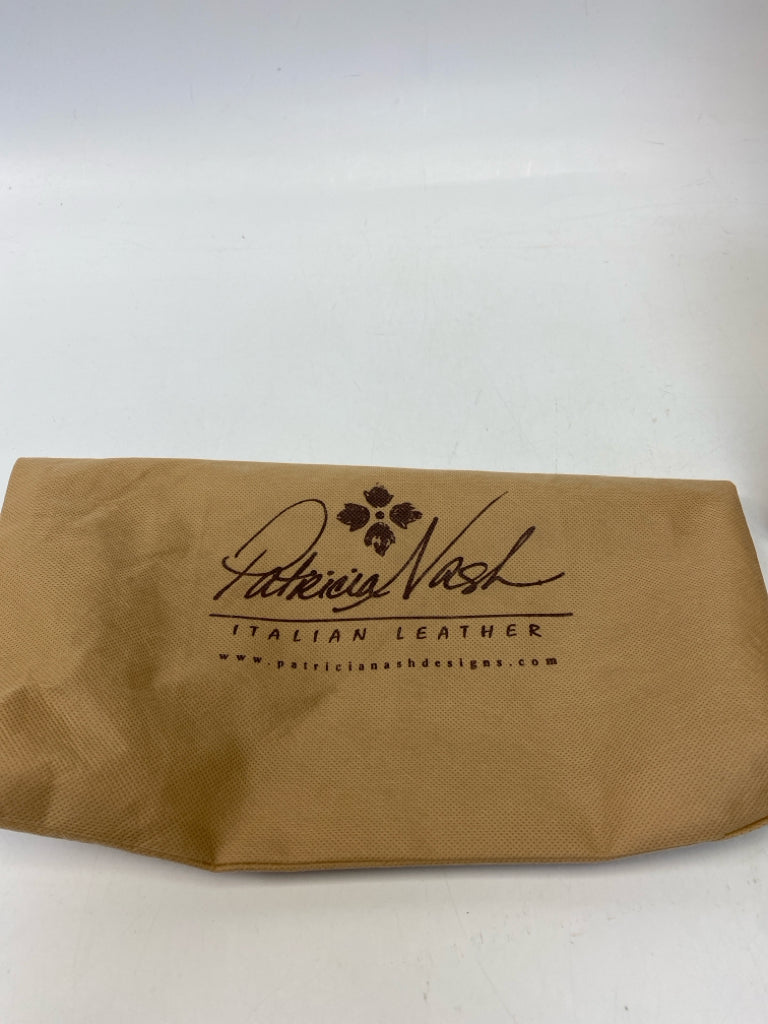 Patricia Nash
ITALIAN LEATHER
www.patricianashdesigns.com